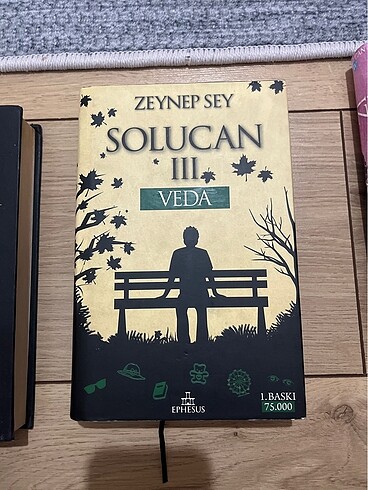 ZEYNEP SEY
SOLUCAN
III
VEDA
EPHESUS
1. BASKI
75.000